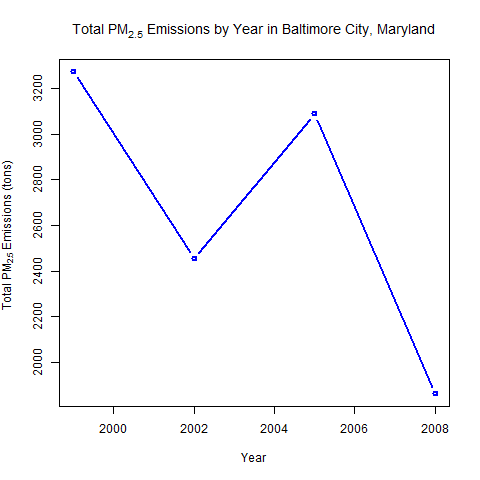 Total PM2.5 Emissions by Year in Baltimore City, Maryland
Total PM2.5 Emissions (tons)
3200
3000
2800
2600
2400
2200
2000
2000 2002 2004 2006 2008
Year